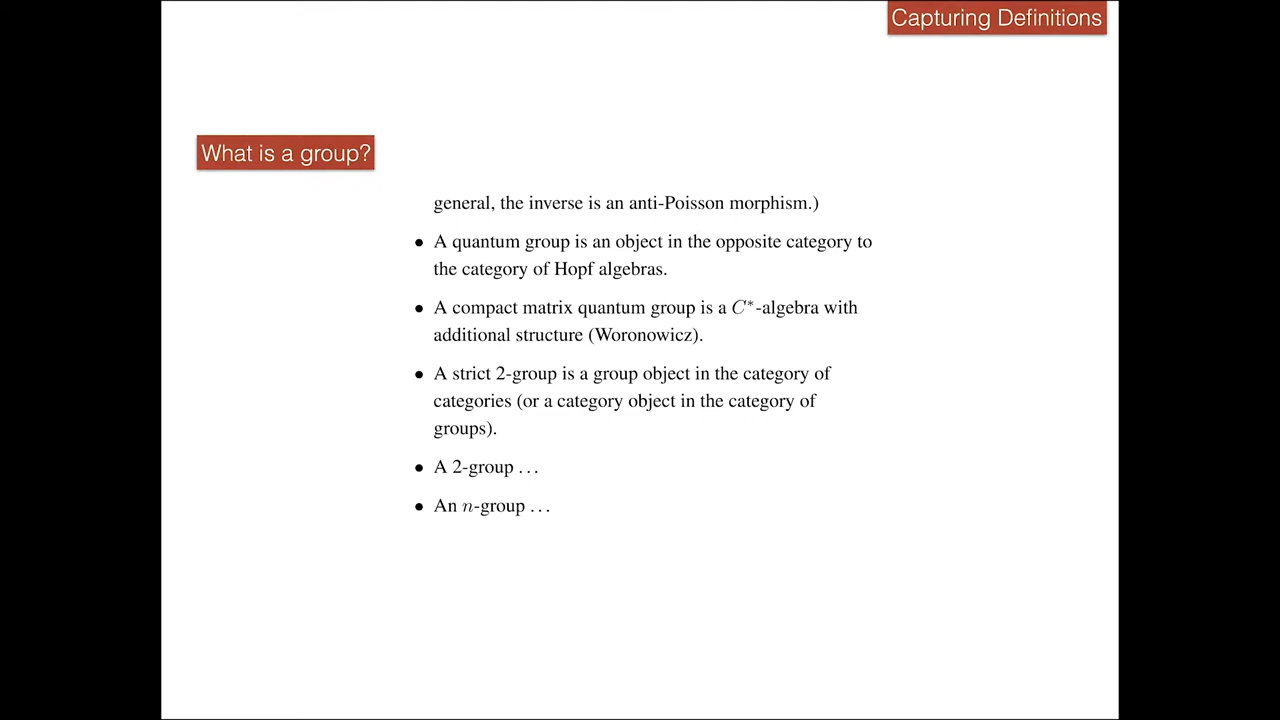 Capturing Definitions
What is a group?
general, the inverse is an anti-Poisson morphism.)
• A quantum group is an object in the opposite category to
the category of Hopf algebras.
• A compact matrix quantum group is a C*-algebra with
additional structure (Woronowicz).
• A strict 2-group is a group object in the category of
categories (or a category object in the category of
groups).
• A 2-group ...
• An n-group ...